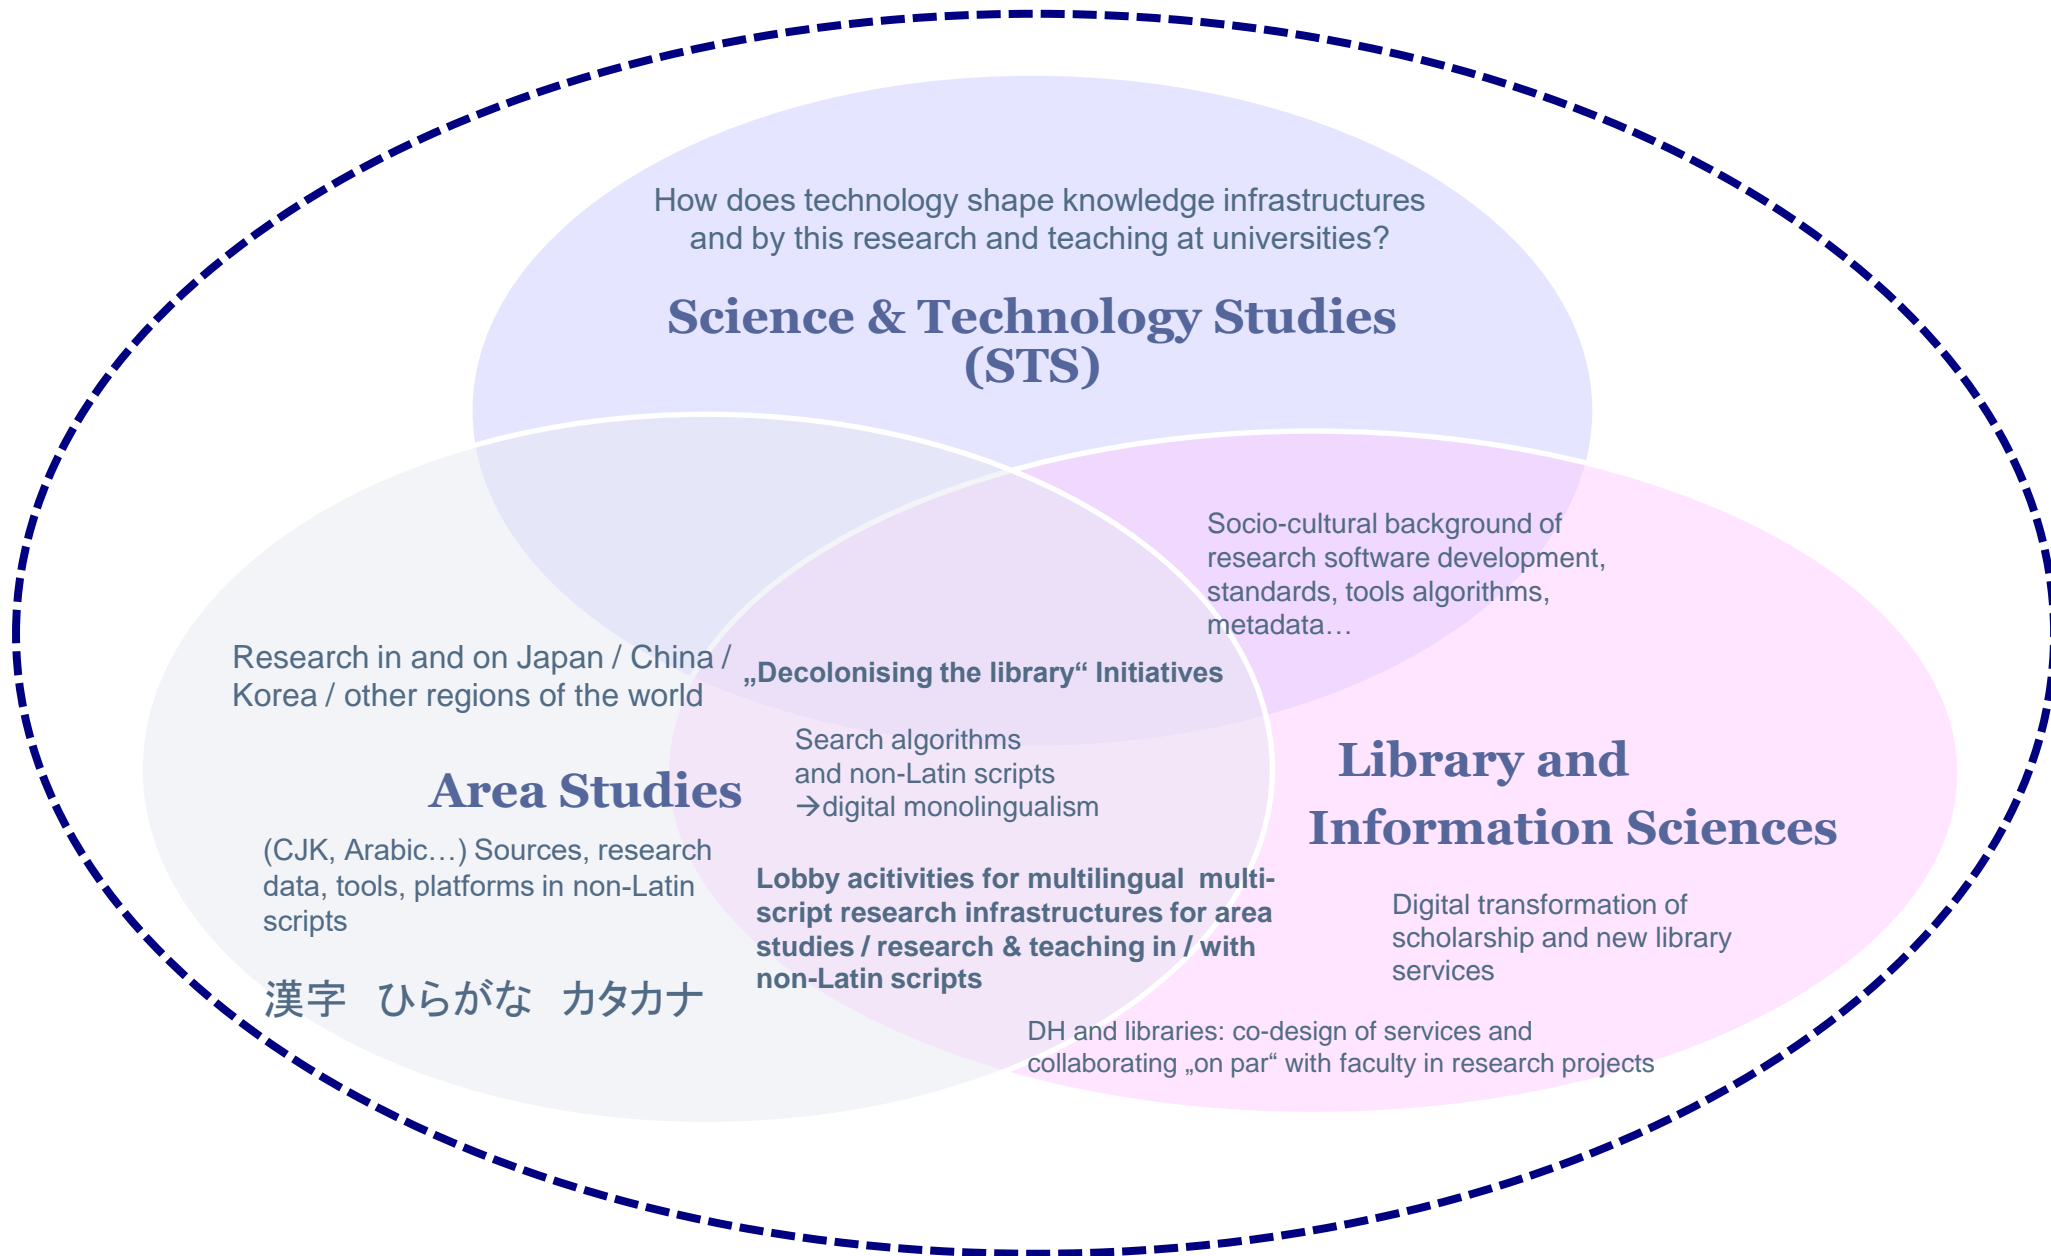 How does technology shape knowledge infrastructures
and by this research and teaching at universities?
Science & Technology Studies
(STS)
Socio-cultural background of
research software development,
standards, tools algorithms,
metadata…
Research in and on Japan / China /
Korea / other regions of the world
„Decolonising the library“ Initiatives
Search algorithms
and non-Latin scripts
→digital monolingualism
Area Studies
Library and
Information Sciences
(CJK, Arabic…) Sources, research
data, tools, platforms in non-Latin
scripts
Lobby acitivities for multilingual  multi-
script research infrastructures for area
studies / research & teaching in / with
non-Latin scripts
Digital transformation of
scholarship and new library
services
漢字　ひらがな　カタカナ
DH and libraries: co-design of services and
collaborating „on par“ with faculty in research projects